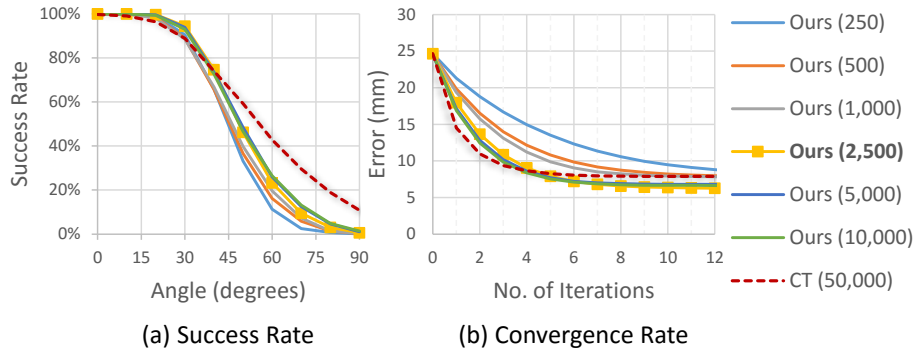 100%
80%
60%
40%
20%
0%
Success Rate
0 15 30 45 60 75 90
Angle (degrees)
(a) Success Rate
30
25
20
15
10
5
0
Error (mm)
0 2 4 6 8 10 12
No. of Iterations
(b) Convergence Rate
Ours (250)
Ours (500)
Ours (1,000)
Ours (2,500)
Ours (5,000)
Ours (10,000)
CT (50,000)